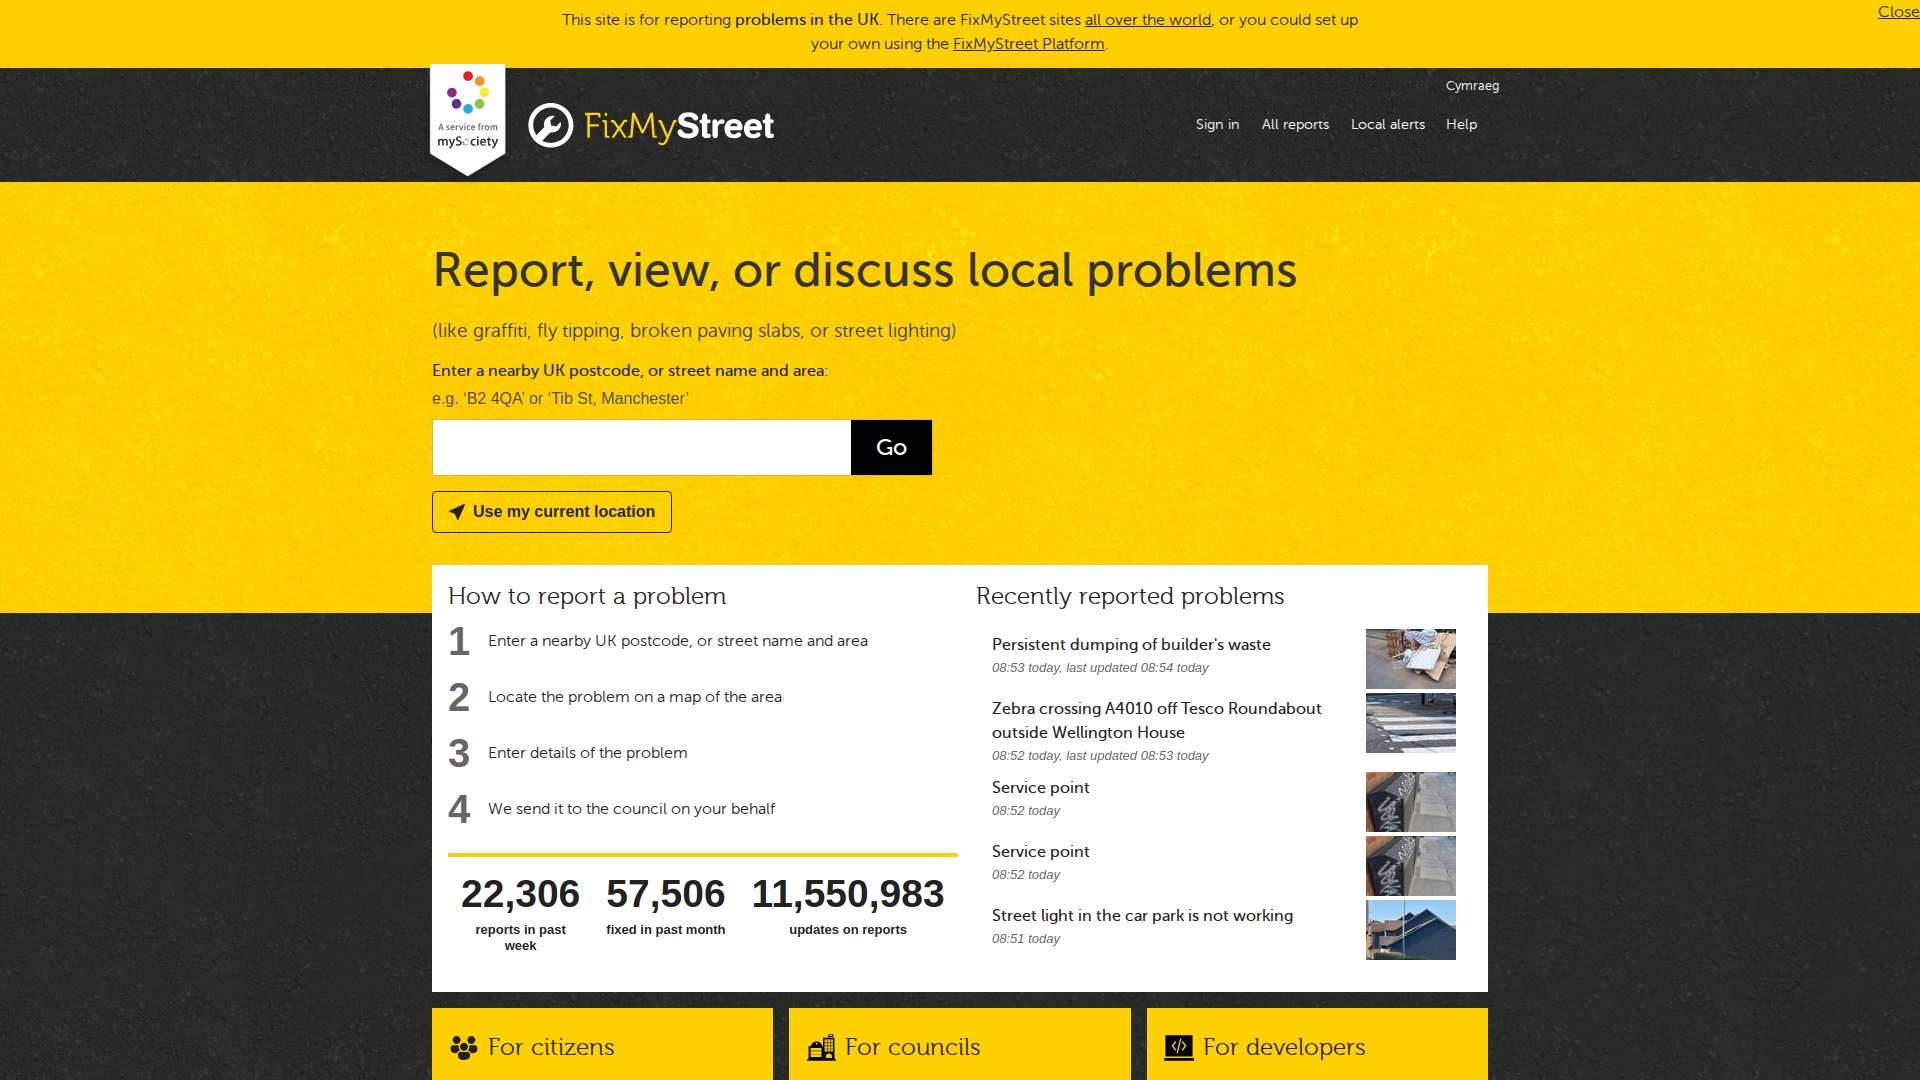 This site is for reporting problems in the UK. There are FixMyStreet sites all over the world, or you could set up
your own using the FixMyStreet Platform.
Close
Cymraeg
A service from
mySociety
FixMyStreet
Sign in
All reports
Local alerts
Help
Report, view, or discuss local problems
(like graffiti, fly tipping, broken paving slabs, or street lighting)
Enter a nearby UK postcode, or street name and area:
e.g. ‘B2 4QA’ or ‘Tib St, Manchester’
Go
Use my current location
How to report a problem
1 Enter a nearby UK postcode, or street name and area
2 Locate the problem on a map of the area
3 Enter details of the problem
4 We send it to the council on your behalf
22,306
reports in past
week
57,506
fixed in past month
11,550,983
updates on reports
Recently reported problems
Persistent dumping of builder's waste
08:53 today, last updated 08:54 today
Zebra crossing A4010 off Tesco Roundabout
outside Wellington House
08:52 today, last updated 08:53 today
Service point
08:52 today
Service point
08:52 today
Street light in the car park is not working
08:51 today
For citizens
For councils
For developers